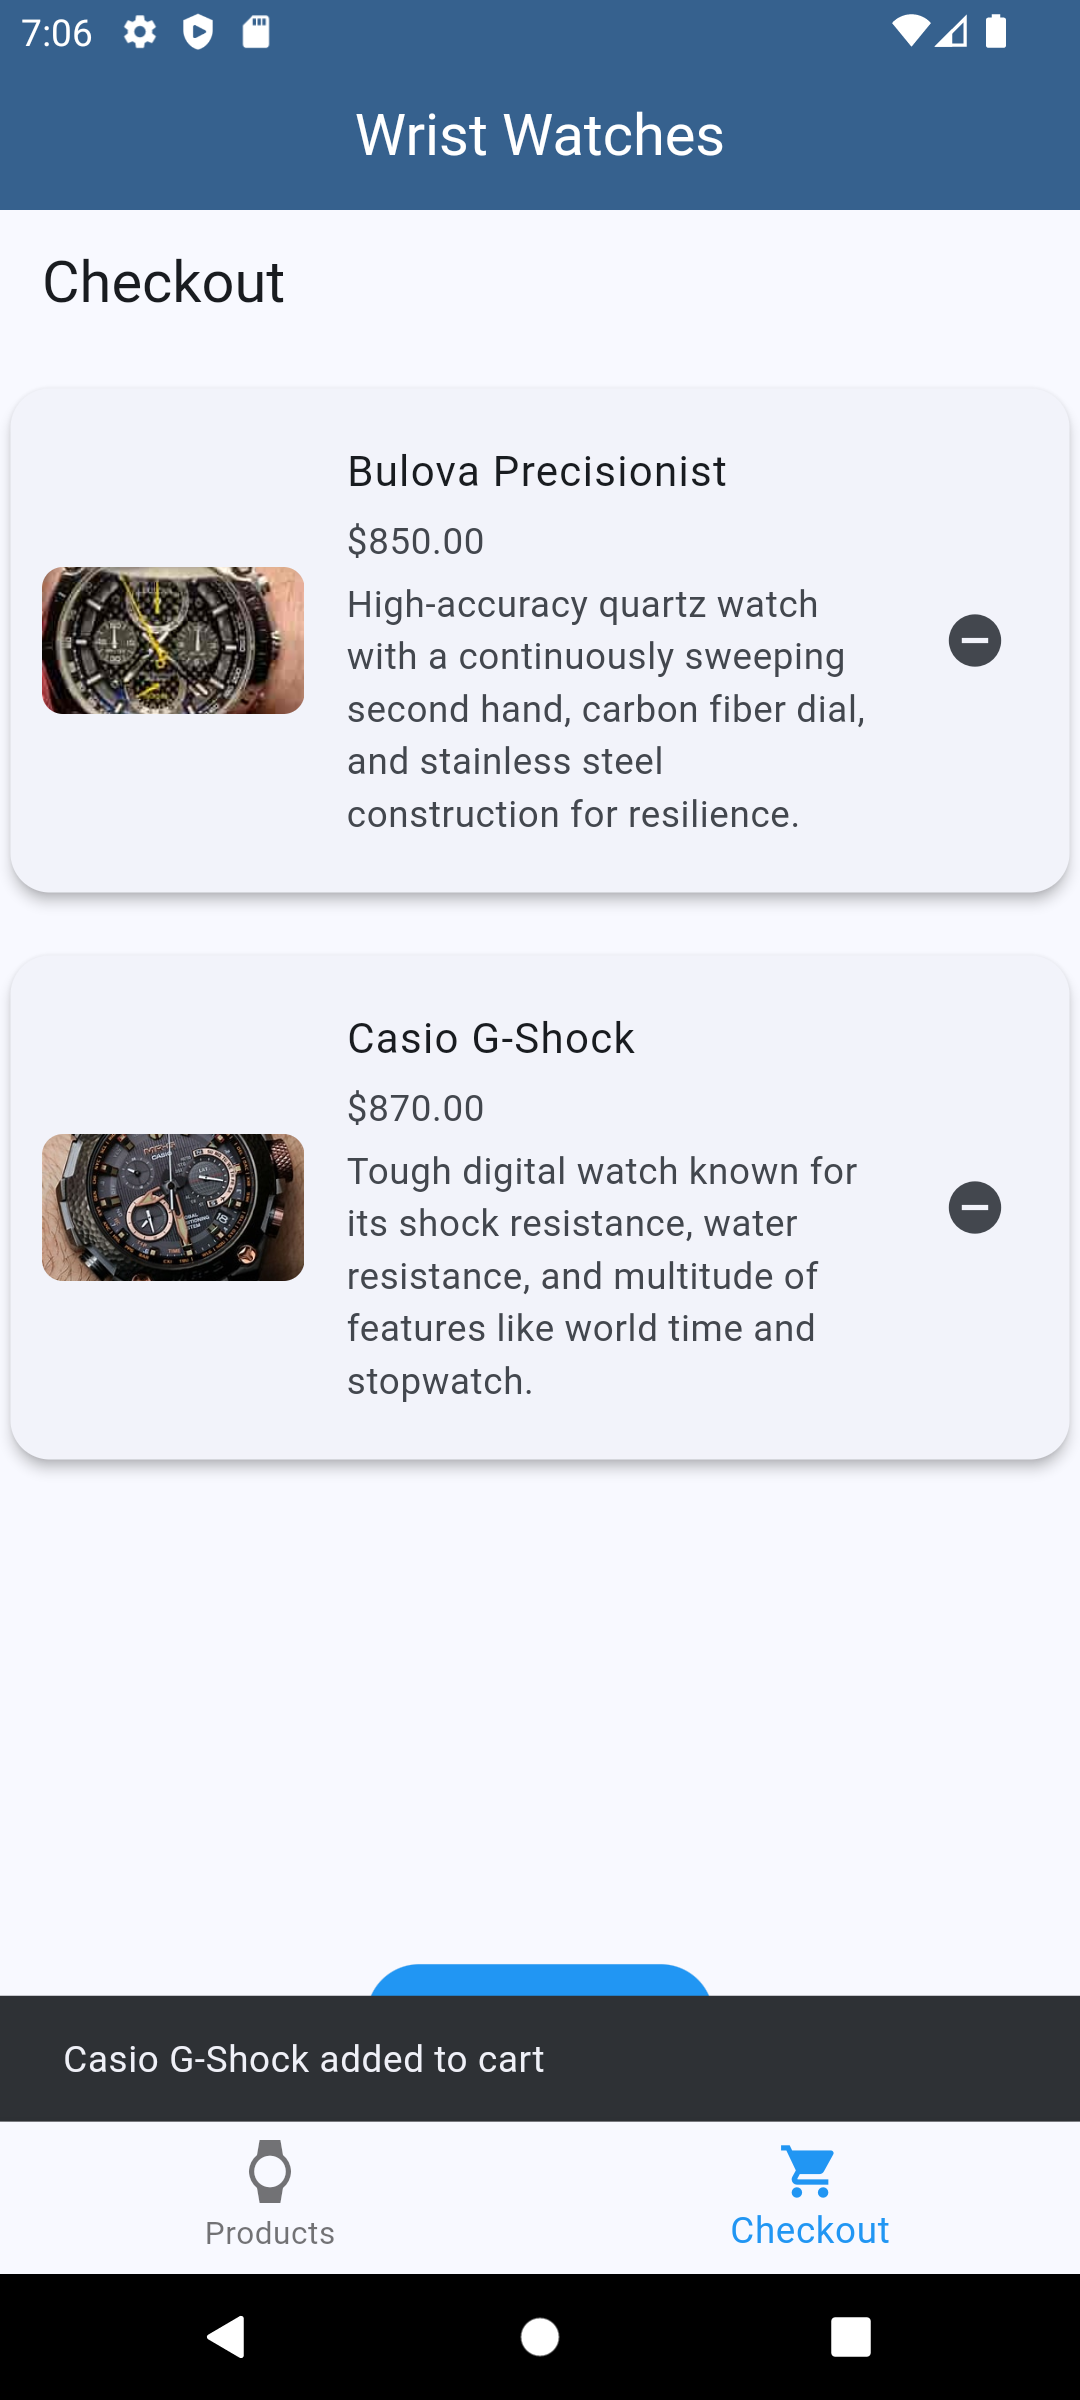 7:06
Wrist Watches
Checkout
Bulova Precisionist
$850.00
High-accuracy quartz watch
with a continuously sweeping
second hand, carbon fiber dial,
and stainless steel
construction for resilience.
Casio G-Shock
$870.00
Tough digital watch known for
its shock resistance, water
resistance, and multitude of
features like world time and
stopwatch.
Casio G-Shock added to cart
Products
Checkout